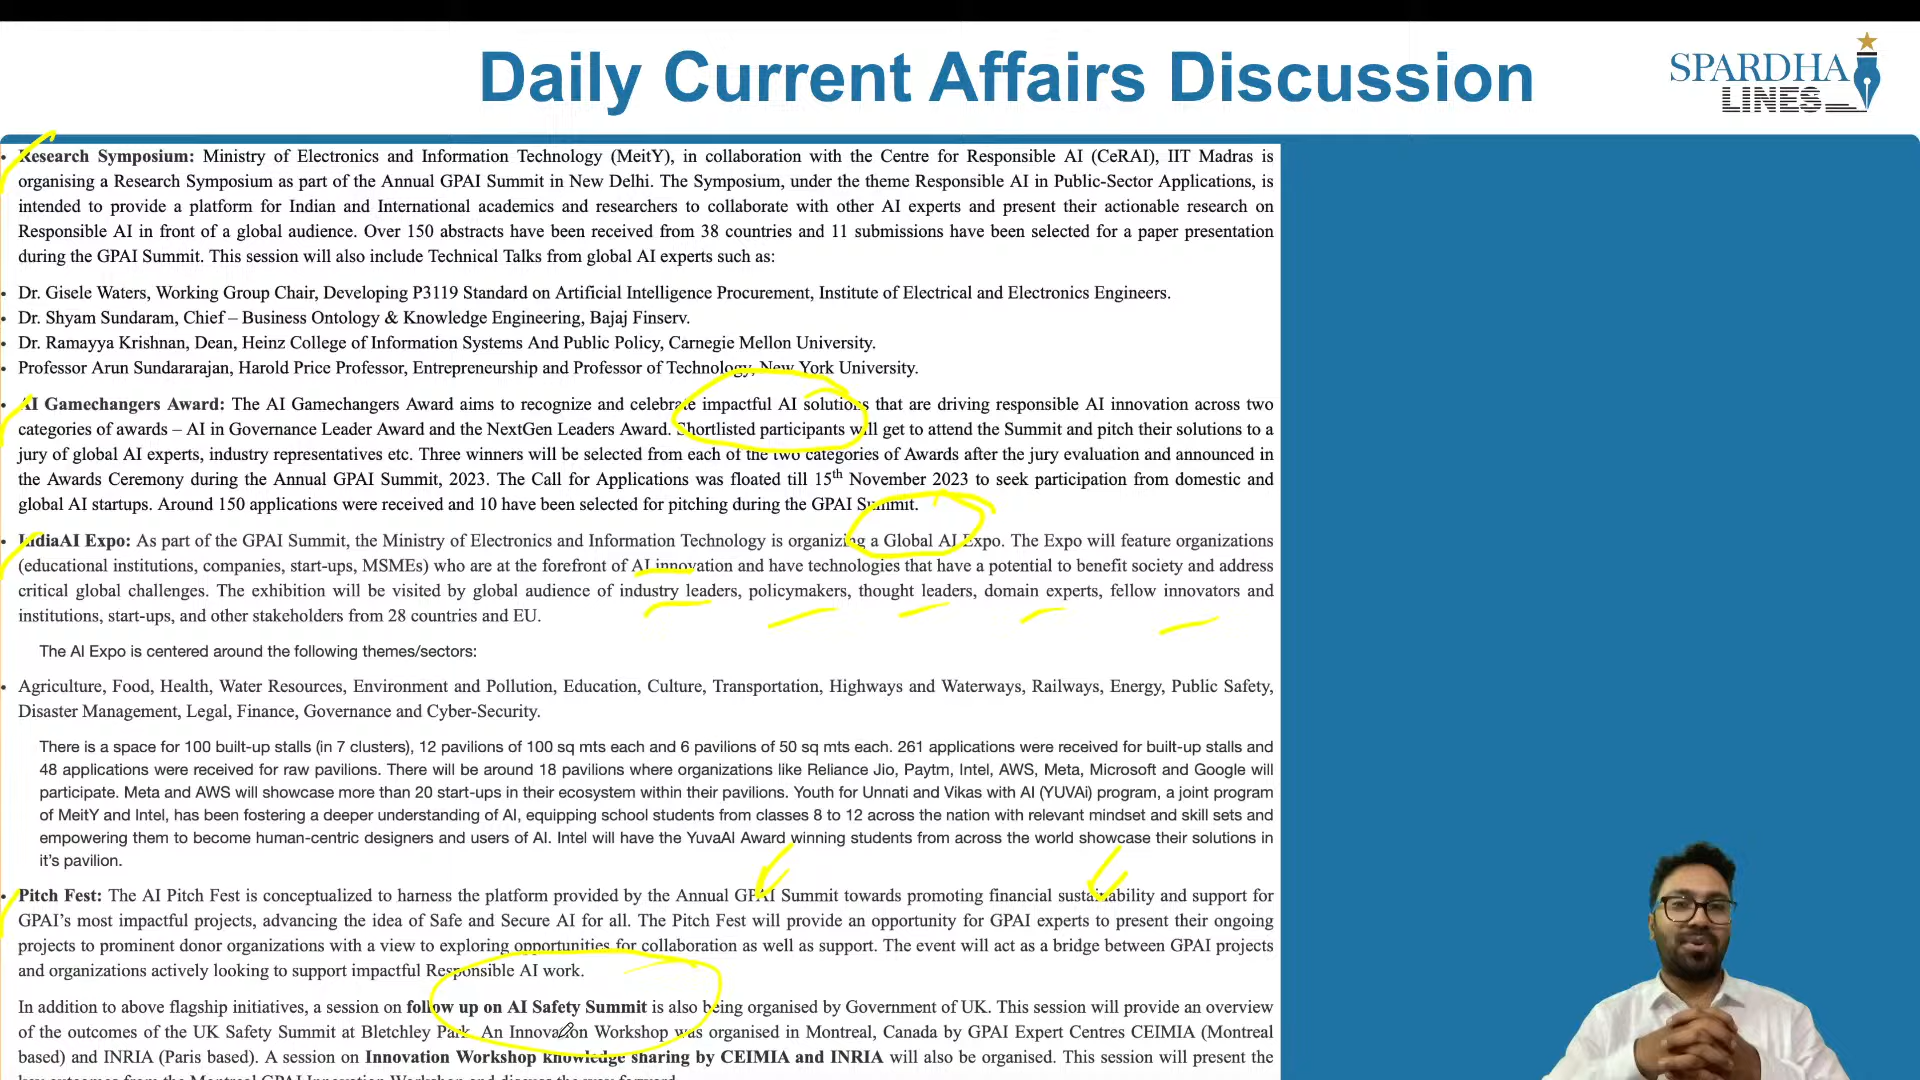 Daily Current Affairs Discussion
SPARDHA
LINES
Research Symposium: Ministry of Electronics and Information Technology (MeitY), in collaboration with the Centre for Responsible AI (CeRAI), IIT Madras is
organising a Research Symposium as part of the Annual GPAI Summit in New Delhi. The Symposium, under the theme Responsible AI in Public-Sector Applications, is
intended to provide a platform for Indian and International academics and researchers to collaborate with other AI experts and present their actionable research on
Responsible AI in front of a global audience. Over 150 abstracts have been received from 38 countries and 11 submissions have been selected for a paper presentation
during the GPAI Summit. This session will also include Technical Talks from global AI experts such as:
Dr. Gisele Waters, Working Group Chair, Developing P3119 Standard on Artificial Intelligence Procurement, Institute of Electrical and Electronics Engineers.
Dr. Shyam Sundaram, Chief – Business Ontology & Knowledge Engineering, Bajaj Finserv.
Dr. Ramayya Krishnan, Dean, Heinz College of Information Systems And Public Policy, Carnegie Mellon University.
Professor Arun Sundararajan, Harold Price Professor, Entrepreneurship and Professor of Technology, New York University.
AI Gamechangers Award: The AI Gamechangers Award aims to recognize and celebrate impactful AI solutions that are driving responsible AI innovation across two
categories of awards – AI in Governance Leader Award and the NextGen Leaders Award. Shortlisted participants will get to attend the Summit and pitch their solutions to a
jury of global AI experts, industry representatives etc. Three winners will be selected from each of the two categories of Awards after the jury evaluation and announced in
the Awards Ceremony during the Annual GPAI Summit, 2023. The Call for Applications was floated till 15th November 2023 to seek participation from domestic and
global AI startups. Around 150 applications were received and 10 have been selected for pitching during the GPAI Summit.
IndiaAI Expo: As part of the GPAI Summit, the Ministry of Electronics and Information Technology is organizing a Global AI Expo. The Expo will feature organizations
(educational institutions, companies, start-ups, MSMEs) who are at the forefront of AI innovation and have technologies that have a potential to benefit society and address
critical global challenges. The exhibition will be visited by global audience of industry leaders, policymakers, thought leaders, domain experts, fellow innovators and
institutions, start-ups, and other stakeholders from 28 countries and EU.
The AI Expo is centered around the following themes/sectors:
Agriculture, Food, Health, Water Resources, Environment and Pollution, Education, Culture, Transportation, Highways and Waterways, Railways, Energy, Public Safety,
Disaster Management, Legal, Finance, Governance and Cyber-Security.
There is a space for 100 built-up stalls (in 7 clusters), 12 pavilions of 100 sq mts each and 6 pavilions of 50 sq mts each. 261 applications were received for built-up stalls and
48 applications were received for raw pavilions. There will be around 18 pavilions where organizations like Reliance Jio, Paytm, Intel, AWS, Meta, Microsoft and Google will
participate. Meta and AWS will showcase more than 20 start-ups in their ecosystem within their pavilions. Youth for Unnati and Vikas with AI (YUVAi) program, a joint program
of MeitY and Intel, has been fostering a deeper understanding of AI, equipping school students from classes 8 to 12 across the nation with relevant mindset and skill sets and
empowering them to become human-centric designers and users of AI. Intel will have the YuvaAI Award winning students from across the world showcase their solutions in
it's pavilion.
Pitch Fest: The AI Pitch Fest is conceptualized to harness the platform provided by the Annual GPAI Summit towards promoting financial sustainability and support for
GPAI's most impactful projects, advancing the idea of Safe and Secure AI for all. The Pitch Fest will provide an opportunity for GPAI experts to present their ongoing
projects to prominent donor organizations with a view to exploring opportunities for collaboration as well as support. The event will act as a bridge between GPAI projects
and organizations actively looking to support impactful Responsible AI work.
In addition to above flagship initiatives, a session on follow up on AI Safety Summit is also being organised by Government of UK. This session will provide an overview
of the outcomes of the UK Safety Summit at Bletchley Park. An Innovation Workshop was organised in Montreal, Canada by GPAI Expert Centres CEIMIA (Montreal
based) and INRIA (Paris based). A session on Innovation Workshop knowledge sharing by CEIMIA and INRIA will also be organised. This session will present the